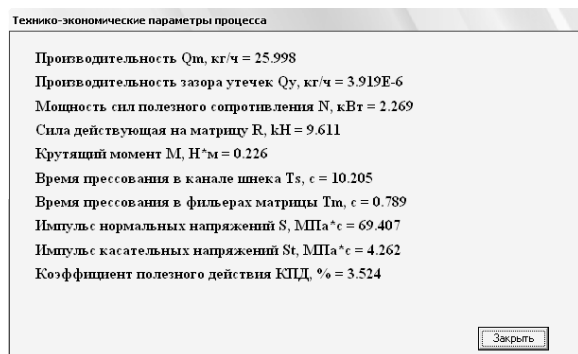 Технико-экономические параметры процесса
Производительность Qm, кг/ч = 25.998
Производительность зазора утечек Qy, кг/ч = 3.919E-6
Мощность сил полезного сопротивления N, кВт = 2.269
Сила действующая на матрицу R, kH = 9.611
Крутящий момент M, Н*м = 0.226
Время прессования в канале шнека Ts, с = 10.205
Время прессования в фильерах матрицы Tm, с = 0.789
Импульс нормальных напряжений S, МПа*с = 69.407
Импульс касательных напряжений St, МПа*с = 4.262
Коэффициент полезного действия КПД, % = 3.524
Закрыть